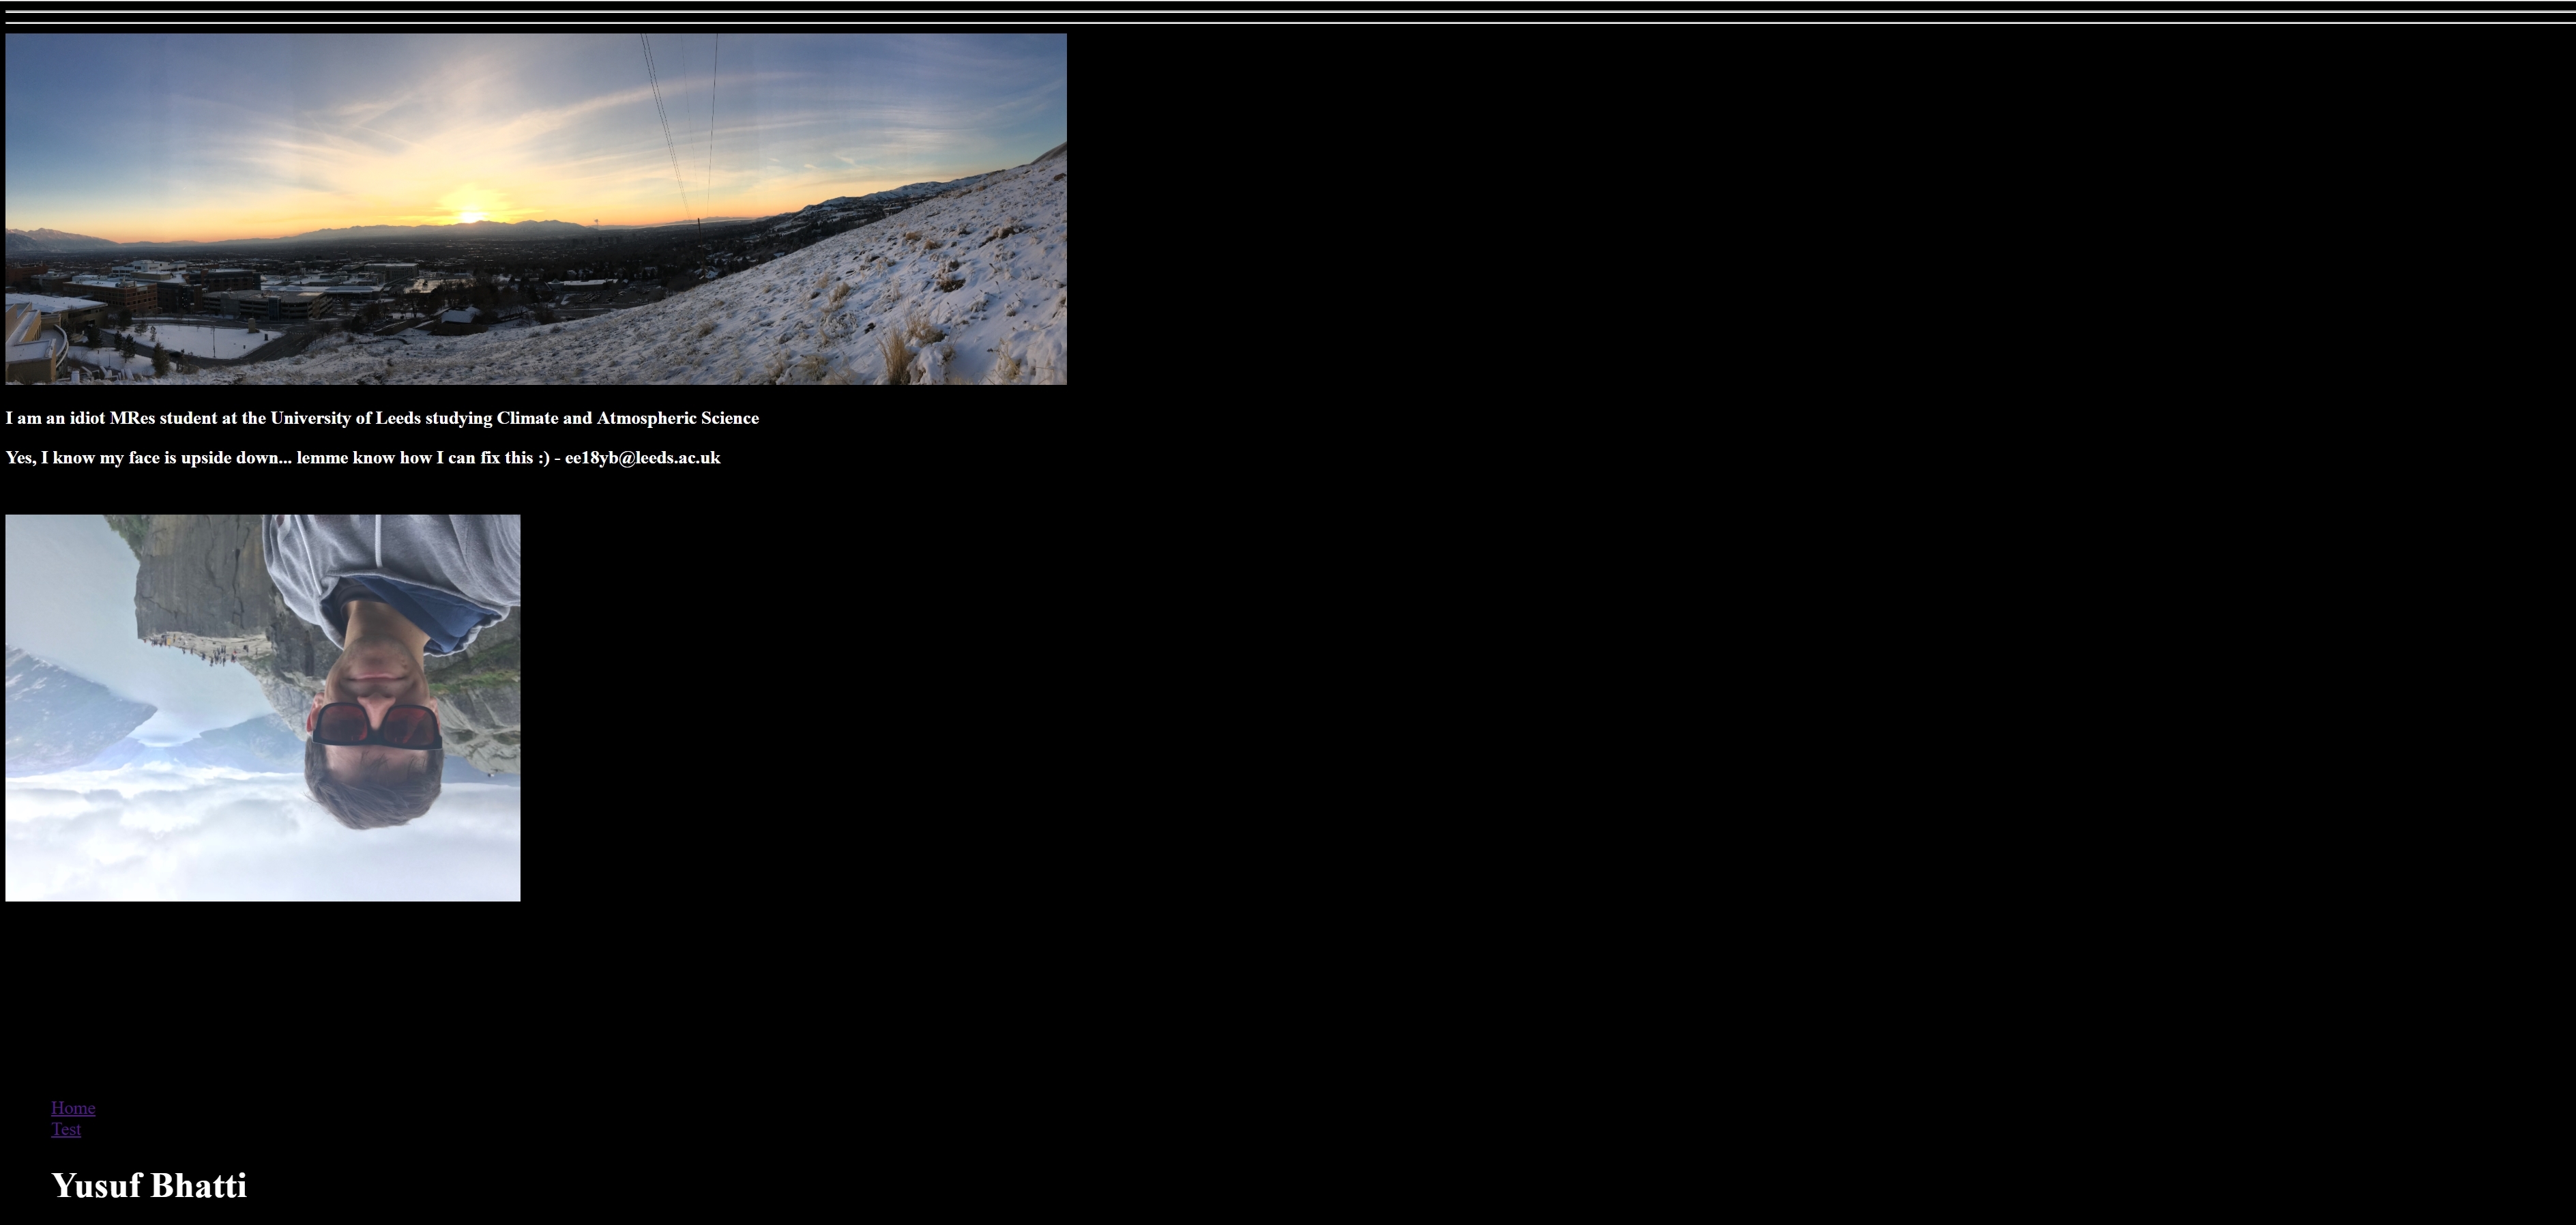 I am an idiot MRes student at the University of Leeds studying Climate and Atmospheric Science
Yes, I know my face is upside down... lemme know how I can fix this :) - ee18yb@leeds.ac.uk
Home
Test
Yusuf Bhatti